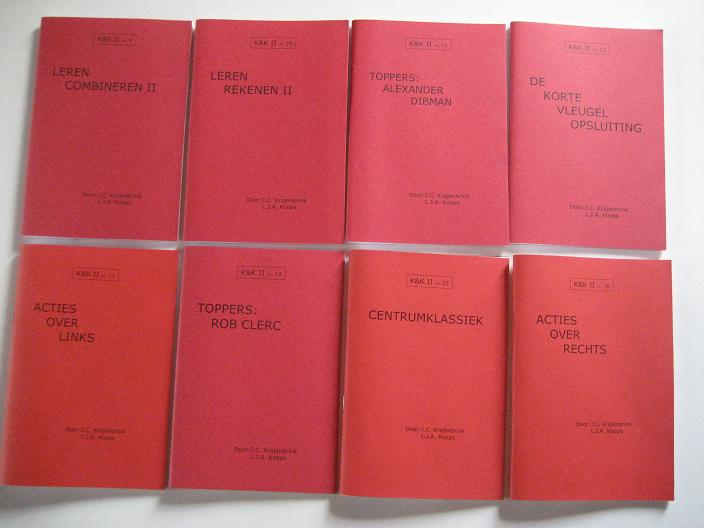 K&K II nr. 9
LEREN
COMBINEREN II
Door: J.C. Krajenbrink
L.J.A. Koops
K&K II nr. 10
LEREN
REKENEN II
Door: J.C. Krajenbrink
L.J.A. Koops
K&K II nr. 11
TOPPERS:
ALEXANDER
DIBMAN
Door: J.C. Krajenbrink
L.J.A. Koops
K&K II nr. 12
DE
KORTE
VLEUGEL
OPSLUITING
Door: J.C. Krajenbrink
L.J.A. Koops
K&K II nr. 13
ACTIES
OVER
LINKS
Door: J.C. Krajenbrink
L.J.A. Koops
K&K II nr. 14
TOPPERS:
ROB CLERC
Door: J.C. Krajenbrink
L.J.A. Koops
K&K II nr. 15
CENTRUMKLASSIEK
Door: J.C. Krajenbrink
L.J.A. Koops
K&K II nr. 16
ACTIES
OVER
RECHTS
Door: J.C. Krajenbrink
L.J.A. Koops